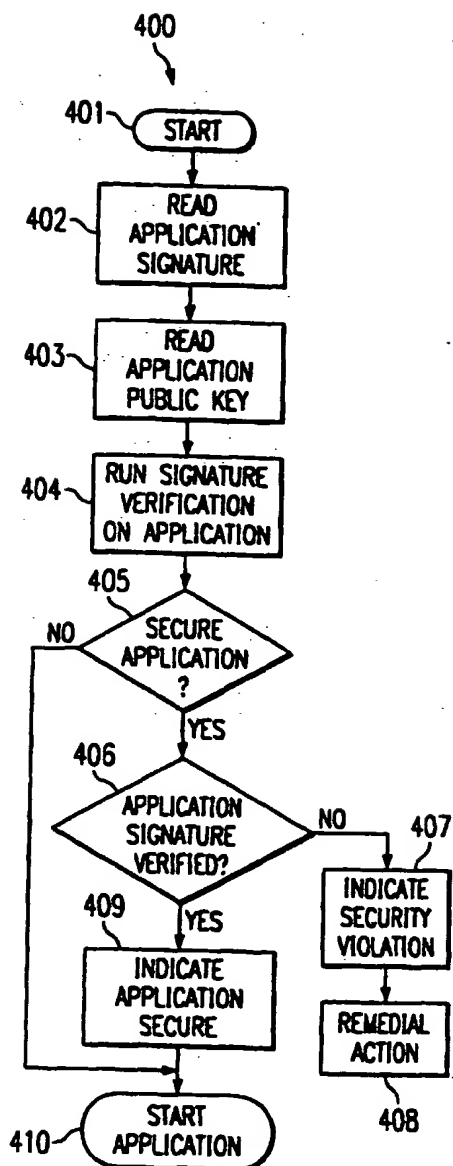 400
401
START
402
READ
APPLICATION
SIGNATURE
403
READ
APPLICATION
PUBLIC KEY
404
RUN SIGNATURE
VERIFICATION
ON APPLICATION
405
NO
SECURE
APPLICATION
?
YES
406
APPLICATION
SIGNATURE
VERIFIED?
NO
407
INDICATE
SECURITY
VIOLATION
YES
409
INDICATE
APPLICATION
SECURE
REMEDIAL
ACTION
408
410
START
APPLICATION